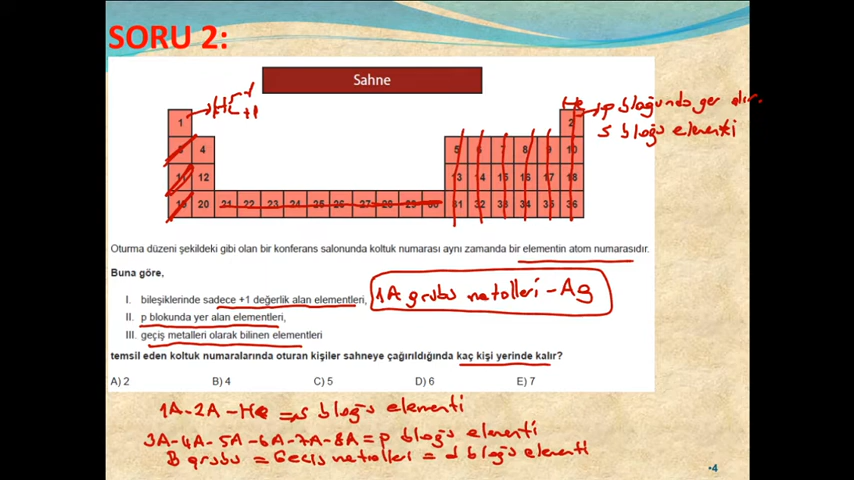 SORU 2:
Sahne
H -1
+1
He
p bloğunda yer alır.
s bloğu elementi
1 2
3 4 5 6 7 8 9 10
11 12 13 14 15 16 17 18
19 20 21 22 23 24 25 26 27 28 29 30 31 32 33 34 35 36
Oturma düzeni şekildeki gibi olan bir konferans salonunda koltuk numarası aynı zamanda bir elementin atom numarasıdır.
Buna göre,
I. bileşiklerinde sadece +1 değerlik alan elementleri,
1A grubu metalleri - Ag
II. p blokunda yer alan elementleri,
III. geçiş metalleri olarak bilinen elementleri
temsil eden koltuk numaralarında oturan kişiler sahneye çağırıldığında kaç kişi yerinde kalır?
A) 2 B) 4 C) 5 D) 6 E) 7
1A-2A-He = s bloğu elementi
3A-4A-5A-6A-7A-8A = p bloğu elementi
B grubu = Geçiş metalleri = d bloğu elementi
•4